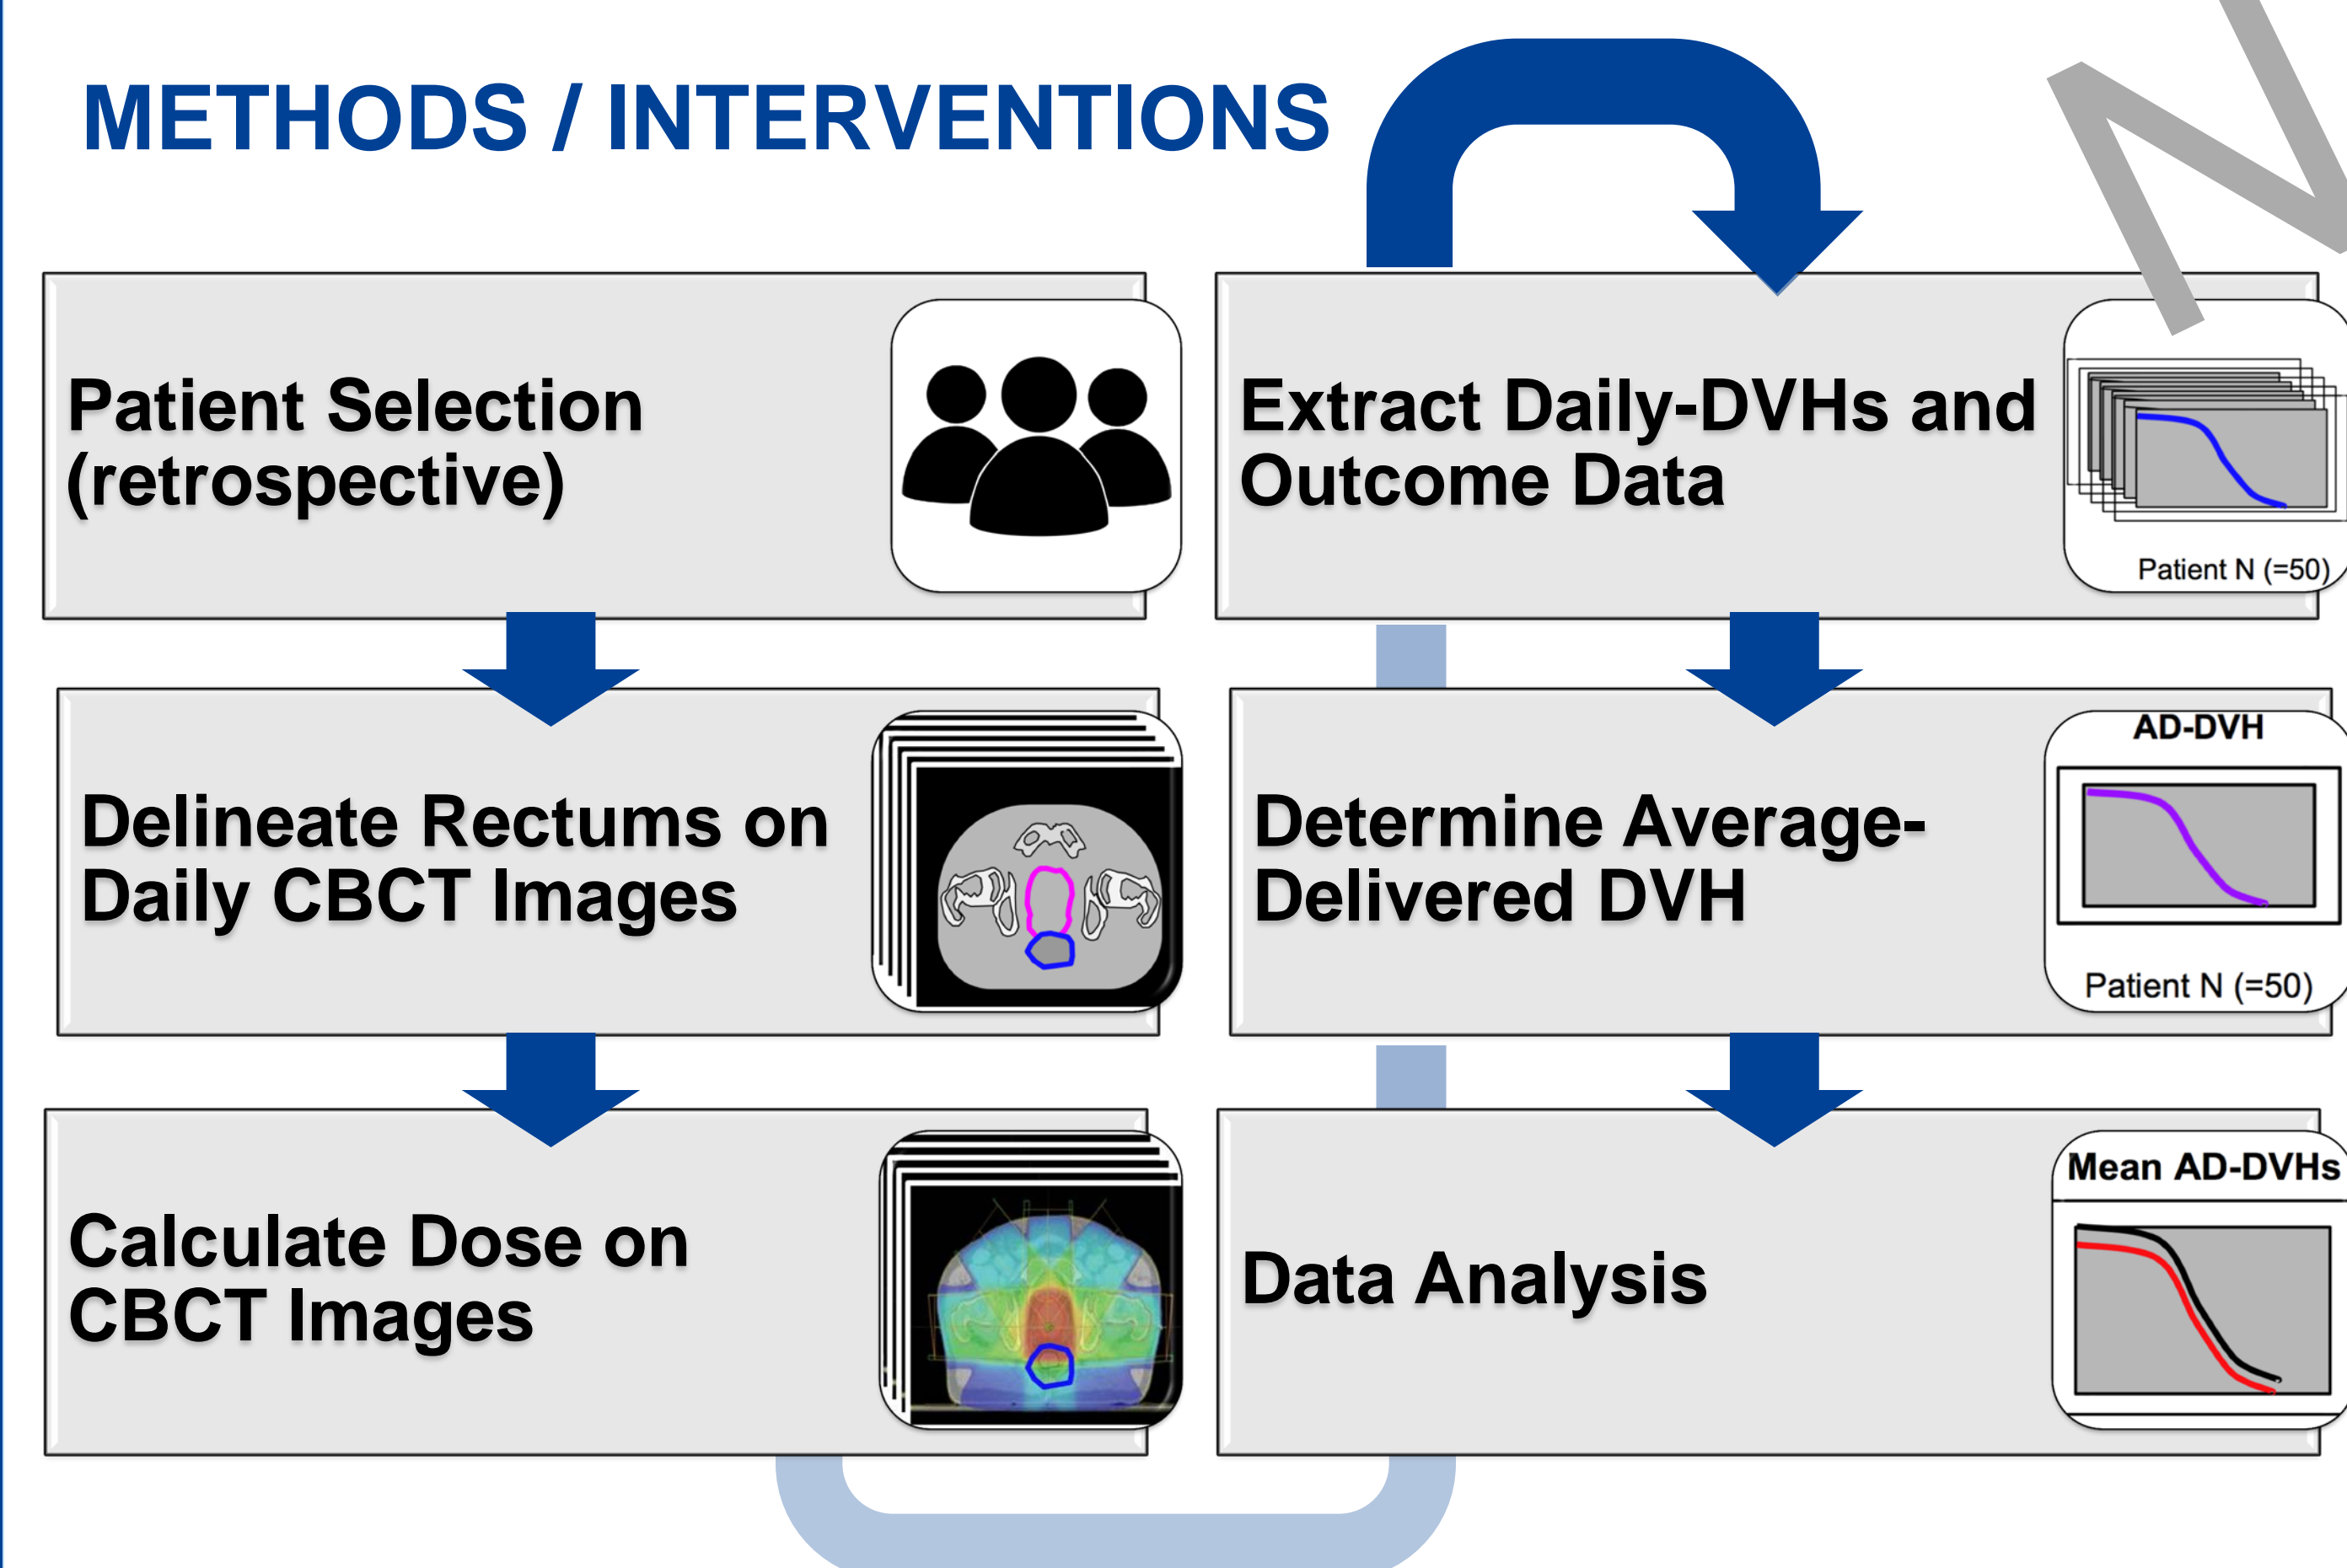 METHODS / INTERVENTIONS
Patient Selection
(retrospective)
Delineate Rectums on
Daily CBCT Images
Calculate Dose on
CBCT Images
Extract Daily-DVHs and
Outcome Data
Patient N (=50)
Determine Average-
Delivered DVH
AD-DVH
Patient N (=50)
Data Analysis
Mean AD-DVHs
N